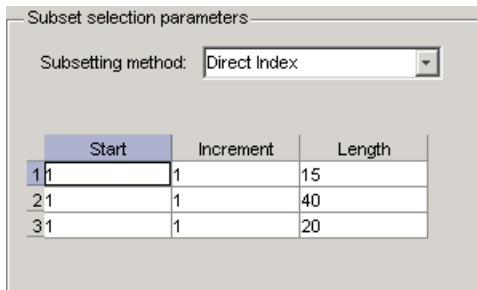 Subset selection parameters
Subsetting method: Direct Index
Start Increment Length
1 1 1 15
2 1 1 40
3 1 1 20